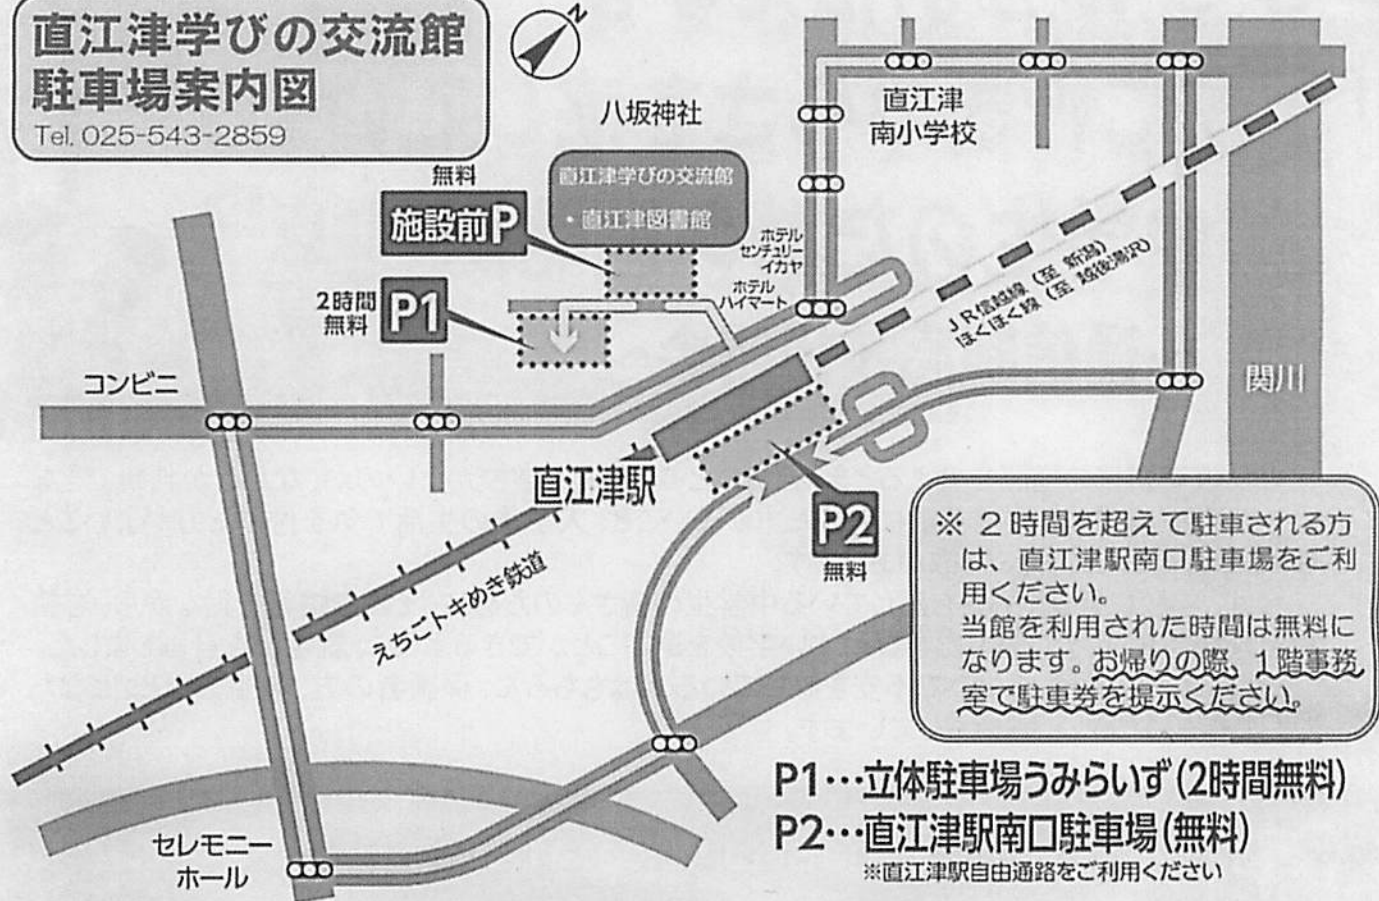 直江津学びの交流館
駐車場案内図
Tel. 025-543-2859
N
八坂神社
直江津
南小学校
無料
施設前P
直江津学びの交流館
・直江津図書館
ホテル
センチュリー
イカヤ
ホテル
ハイマート
2時間
無料
P1
JR信越線(至 新潟)
ほくほく線(至 越後湯沢)
コンビニ
関川
直江津駅
P2
無料
えちごトキめき鉄道
※ 2時間を超えて駐車される方
は、直江津駅南口駐車場をご利
用ください。
当館を利用された時間は無料に
なります。お帰りの際、1階事務
室で駐車券を提示ください。
セレモニー
ホール
P1…立体駐車場うみらいず(2時間無料)
P2…直江津駅南口駐車場(無料)
※直江津駅自由通路をご利用ください